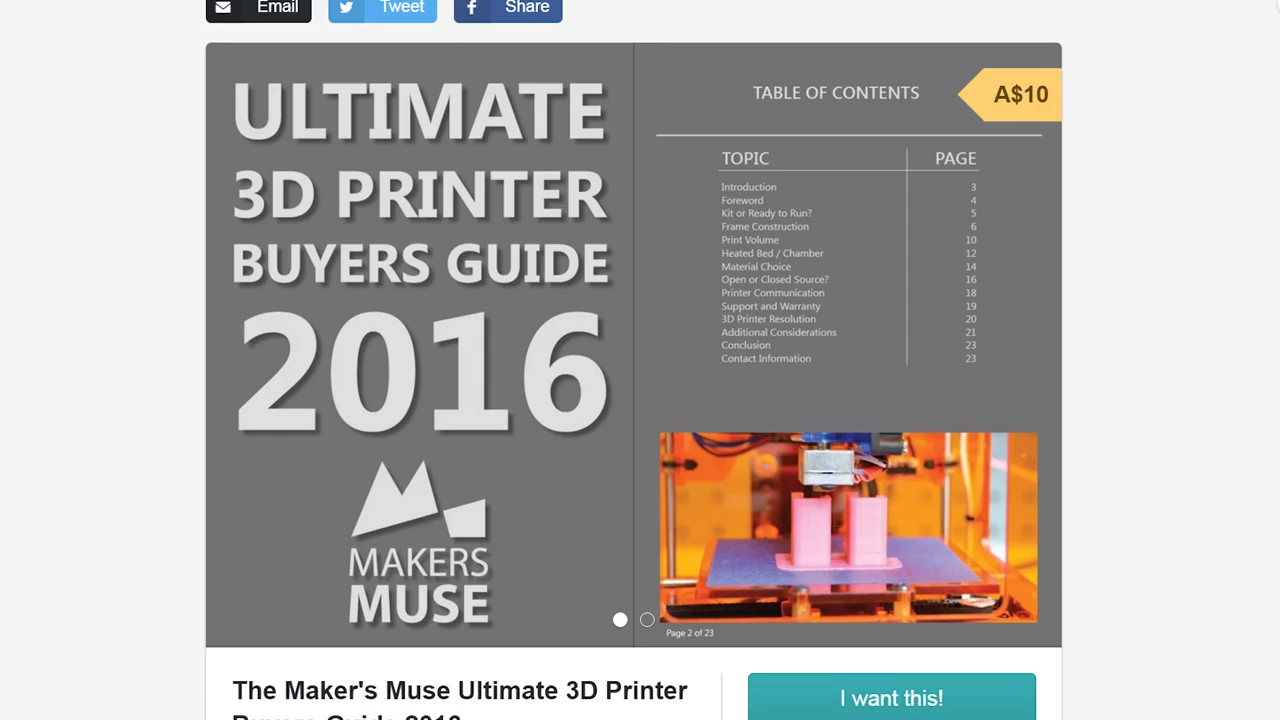 Email
Tweet
Share
ULTIMATE
3D PRINTER
BUYERS GUIDE
2016
MAKERS
MUSE
TABLE OF CONTENTS
A$10
TOPIC PAGE
Introduction 3
Foreword 4
Kit or Ready to Run? 5
Frame Construction 6
Print Volume 10
Heated Bed / Chamber 12
Material Choice 14
Open or Closed Source? 16
Printer Communication 18
Support and Warranty 19
3D Printer Resolution 20
Additional Considerations 21
Conclusion 23
Contact Information 23
Page 2 of 23
The Maker's Muse Ultimate 3D Printer
Buyers Guide 2016
I want this!